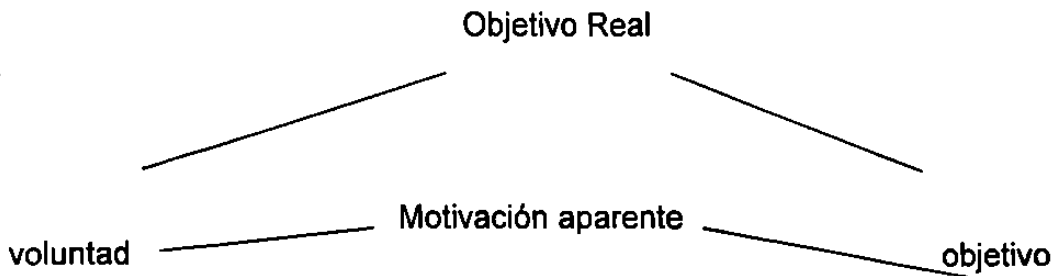 Objetivo Real
Motivación aparente
voluntad
objetivo